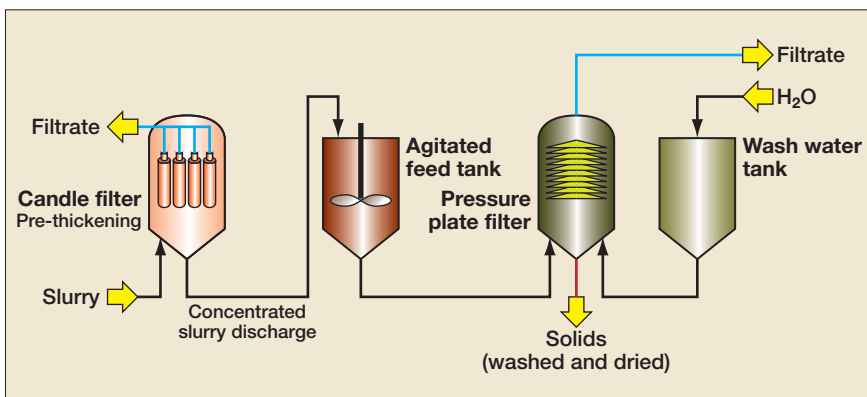 Filtrate
Candle filter
Pre-thickening
Slurry
Concentrated
slurry discharge
Agitated
feed tank
Pressure
plate filter
Filtrate
H₂O
Wash water
tank
Solids
(washed and dried)